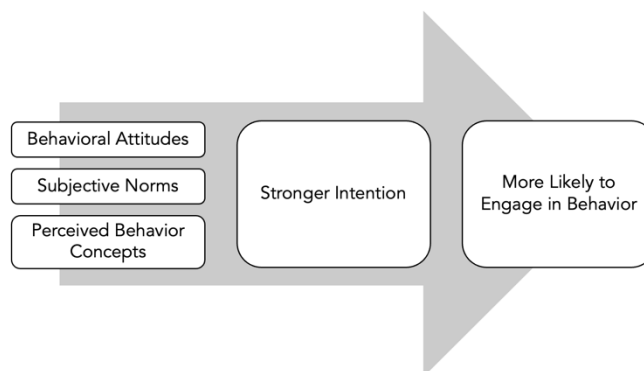 Behavioral Attitudes
Subjective Norms
Perceived Behavior
Concepts
Stronger Intention
More Likely to
Engage in Behavior